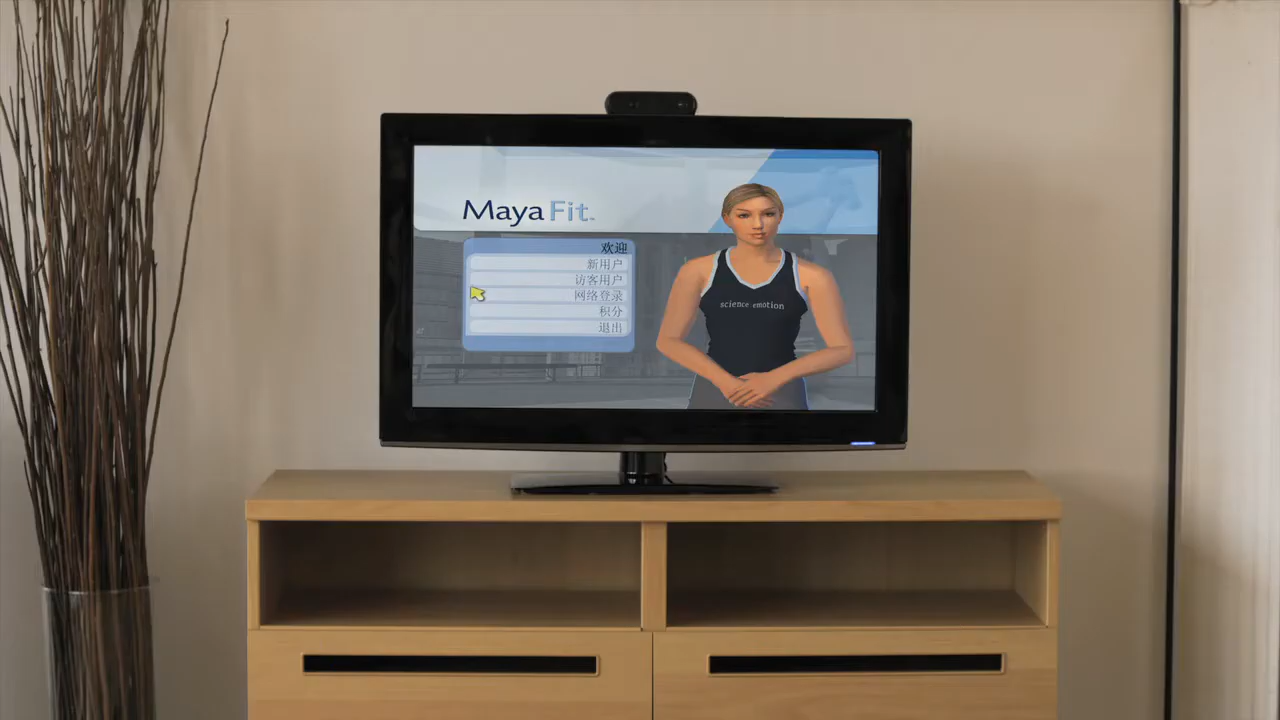 Maya Fit™
欢迎
新用户
访客用户
网络登录
积分
退出
science emotion